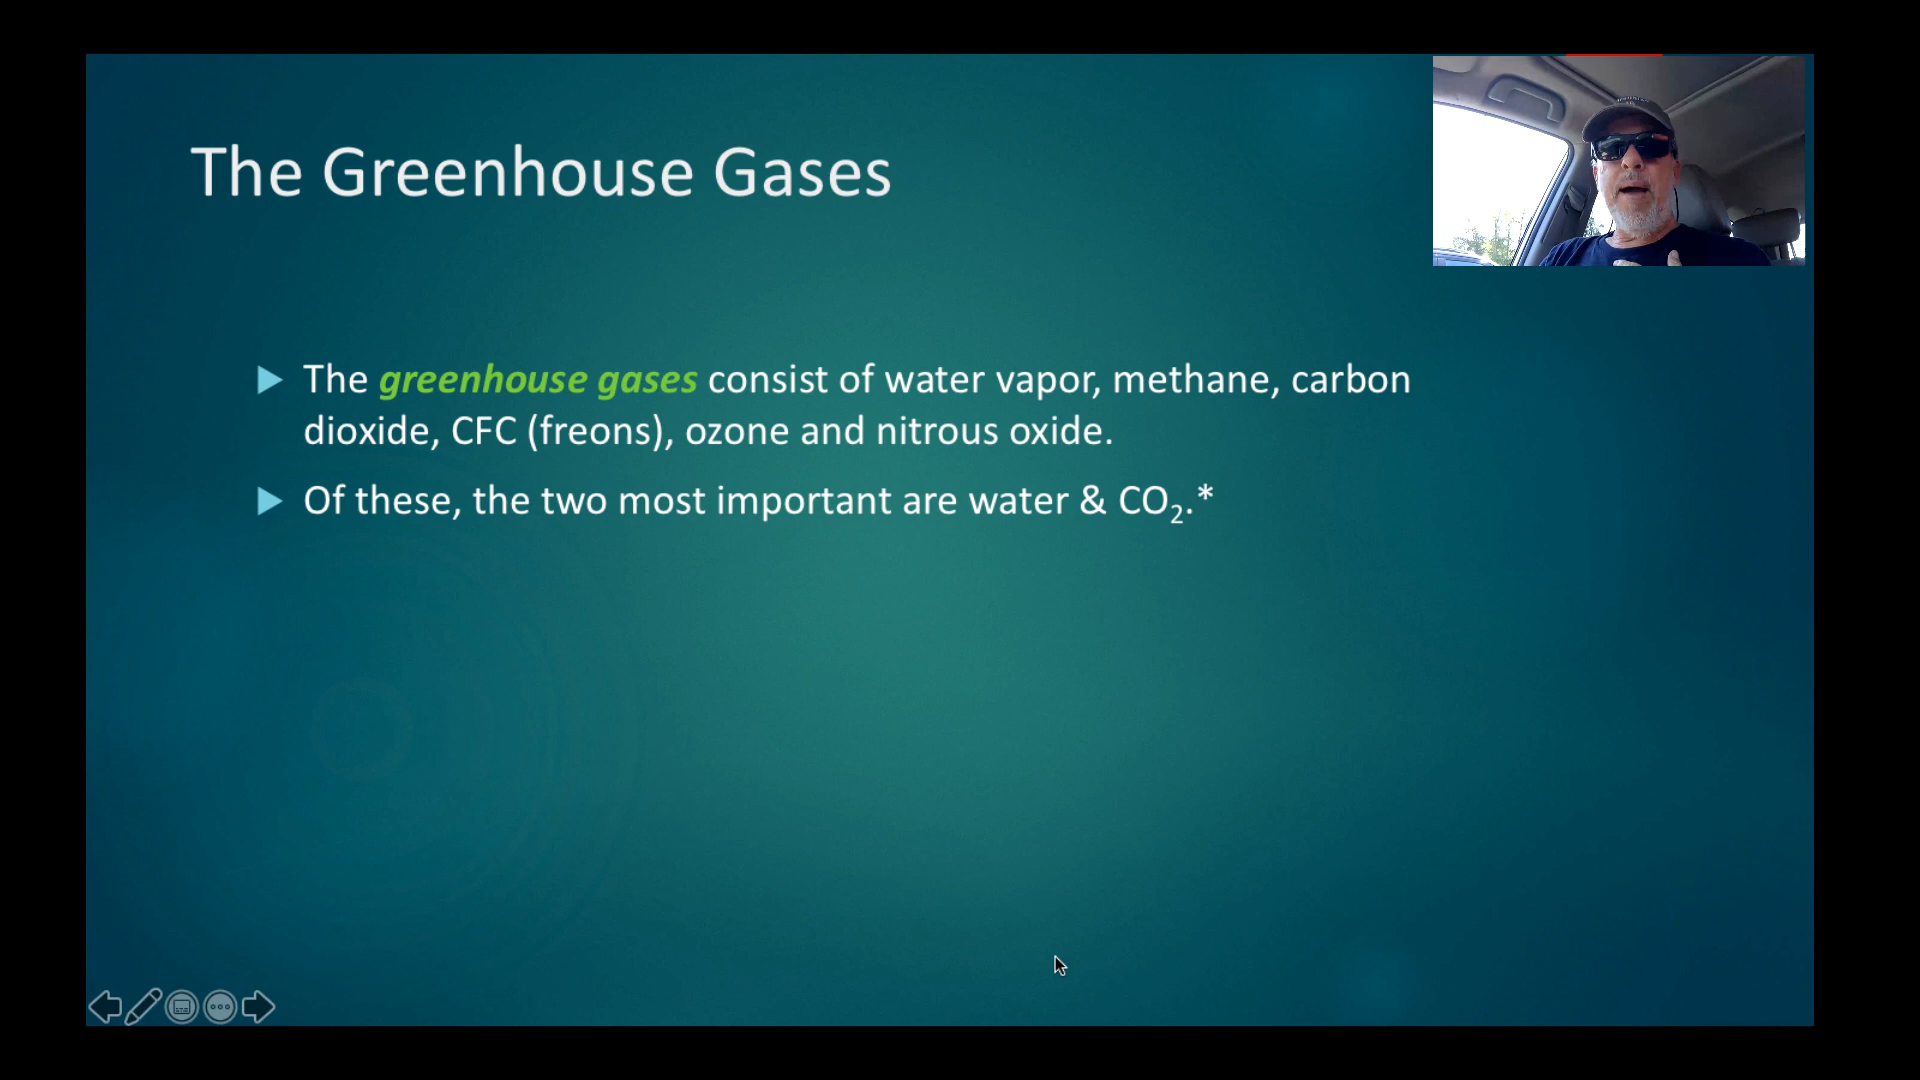 The Greenhouse Gases
The greenhouse gases consist of water vapor, methane, carbon
dioxide, CFC (freons), ozone and nitrous oxide.
Of these, the two most important are water & CO₂.*